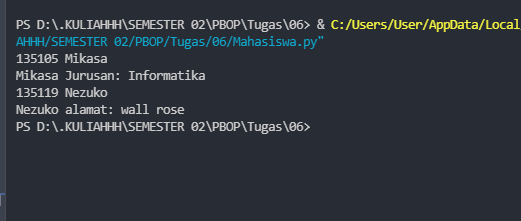 PS D:\.KULIAHHH\SEMESTER 02\PBOP\Tugas\06> & C:/Users/User/AppData/Local
AHHH/SEMESTER 02/PBOP/Tugas/06/Mahasiswa.py"
135105 Mikasa
Mikasa Jurusan: Informatika
135119 Nezuko
Nezuko alamat: wall rose
PS D:\.KULIAHHH\SEMESTER 02\PBOP\Tugas\06>